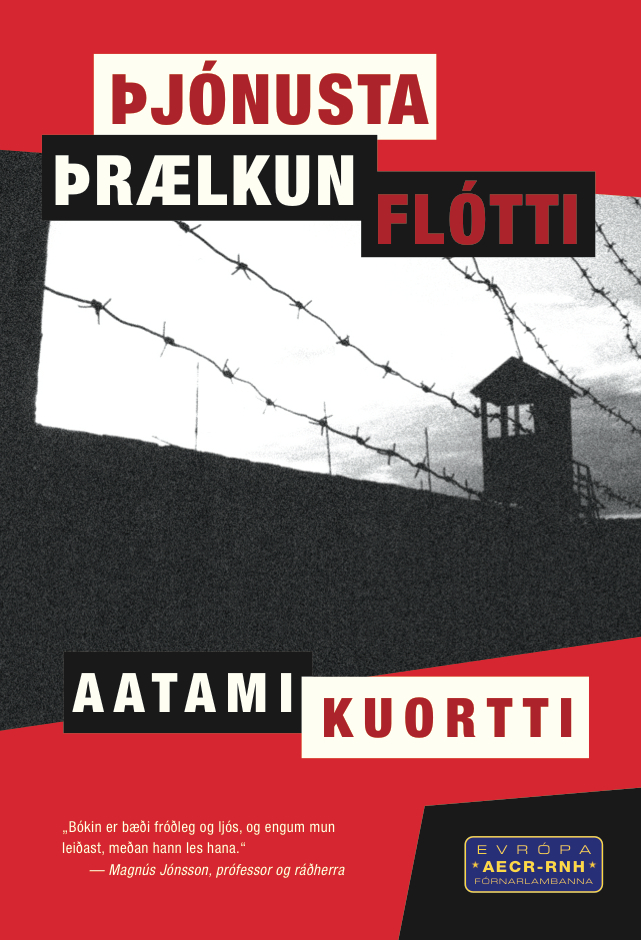 ÞJÓNUSTA
ÞRÆLKUN
FLÓTTI
AATAMI
KUORTTI
„Bókin er bæði fróðleg og ljós, og engum mun
leiðast, meðan hann les hana.“
— Magnús Jónsson, prófessor og ráðherra
EVRÓPA
AECR-RNH
FÓRNARLAMBANNA